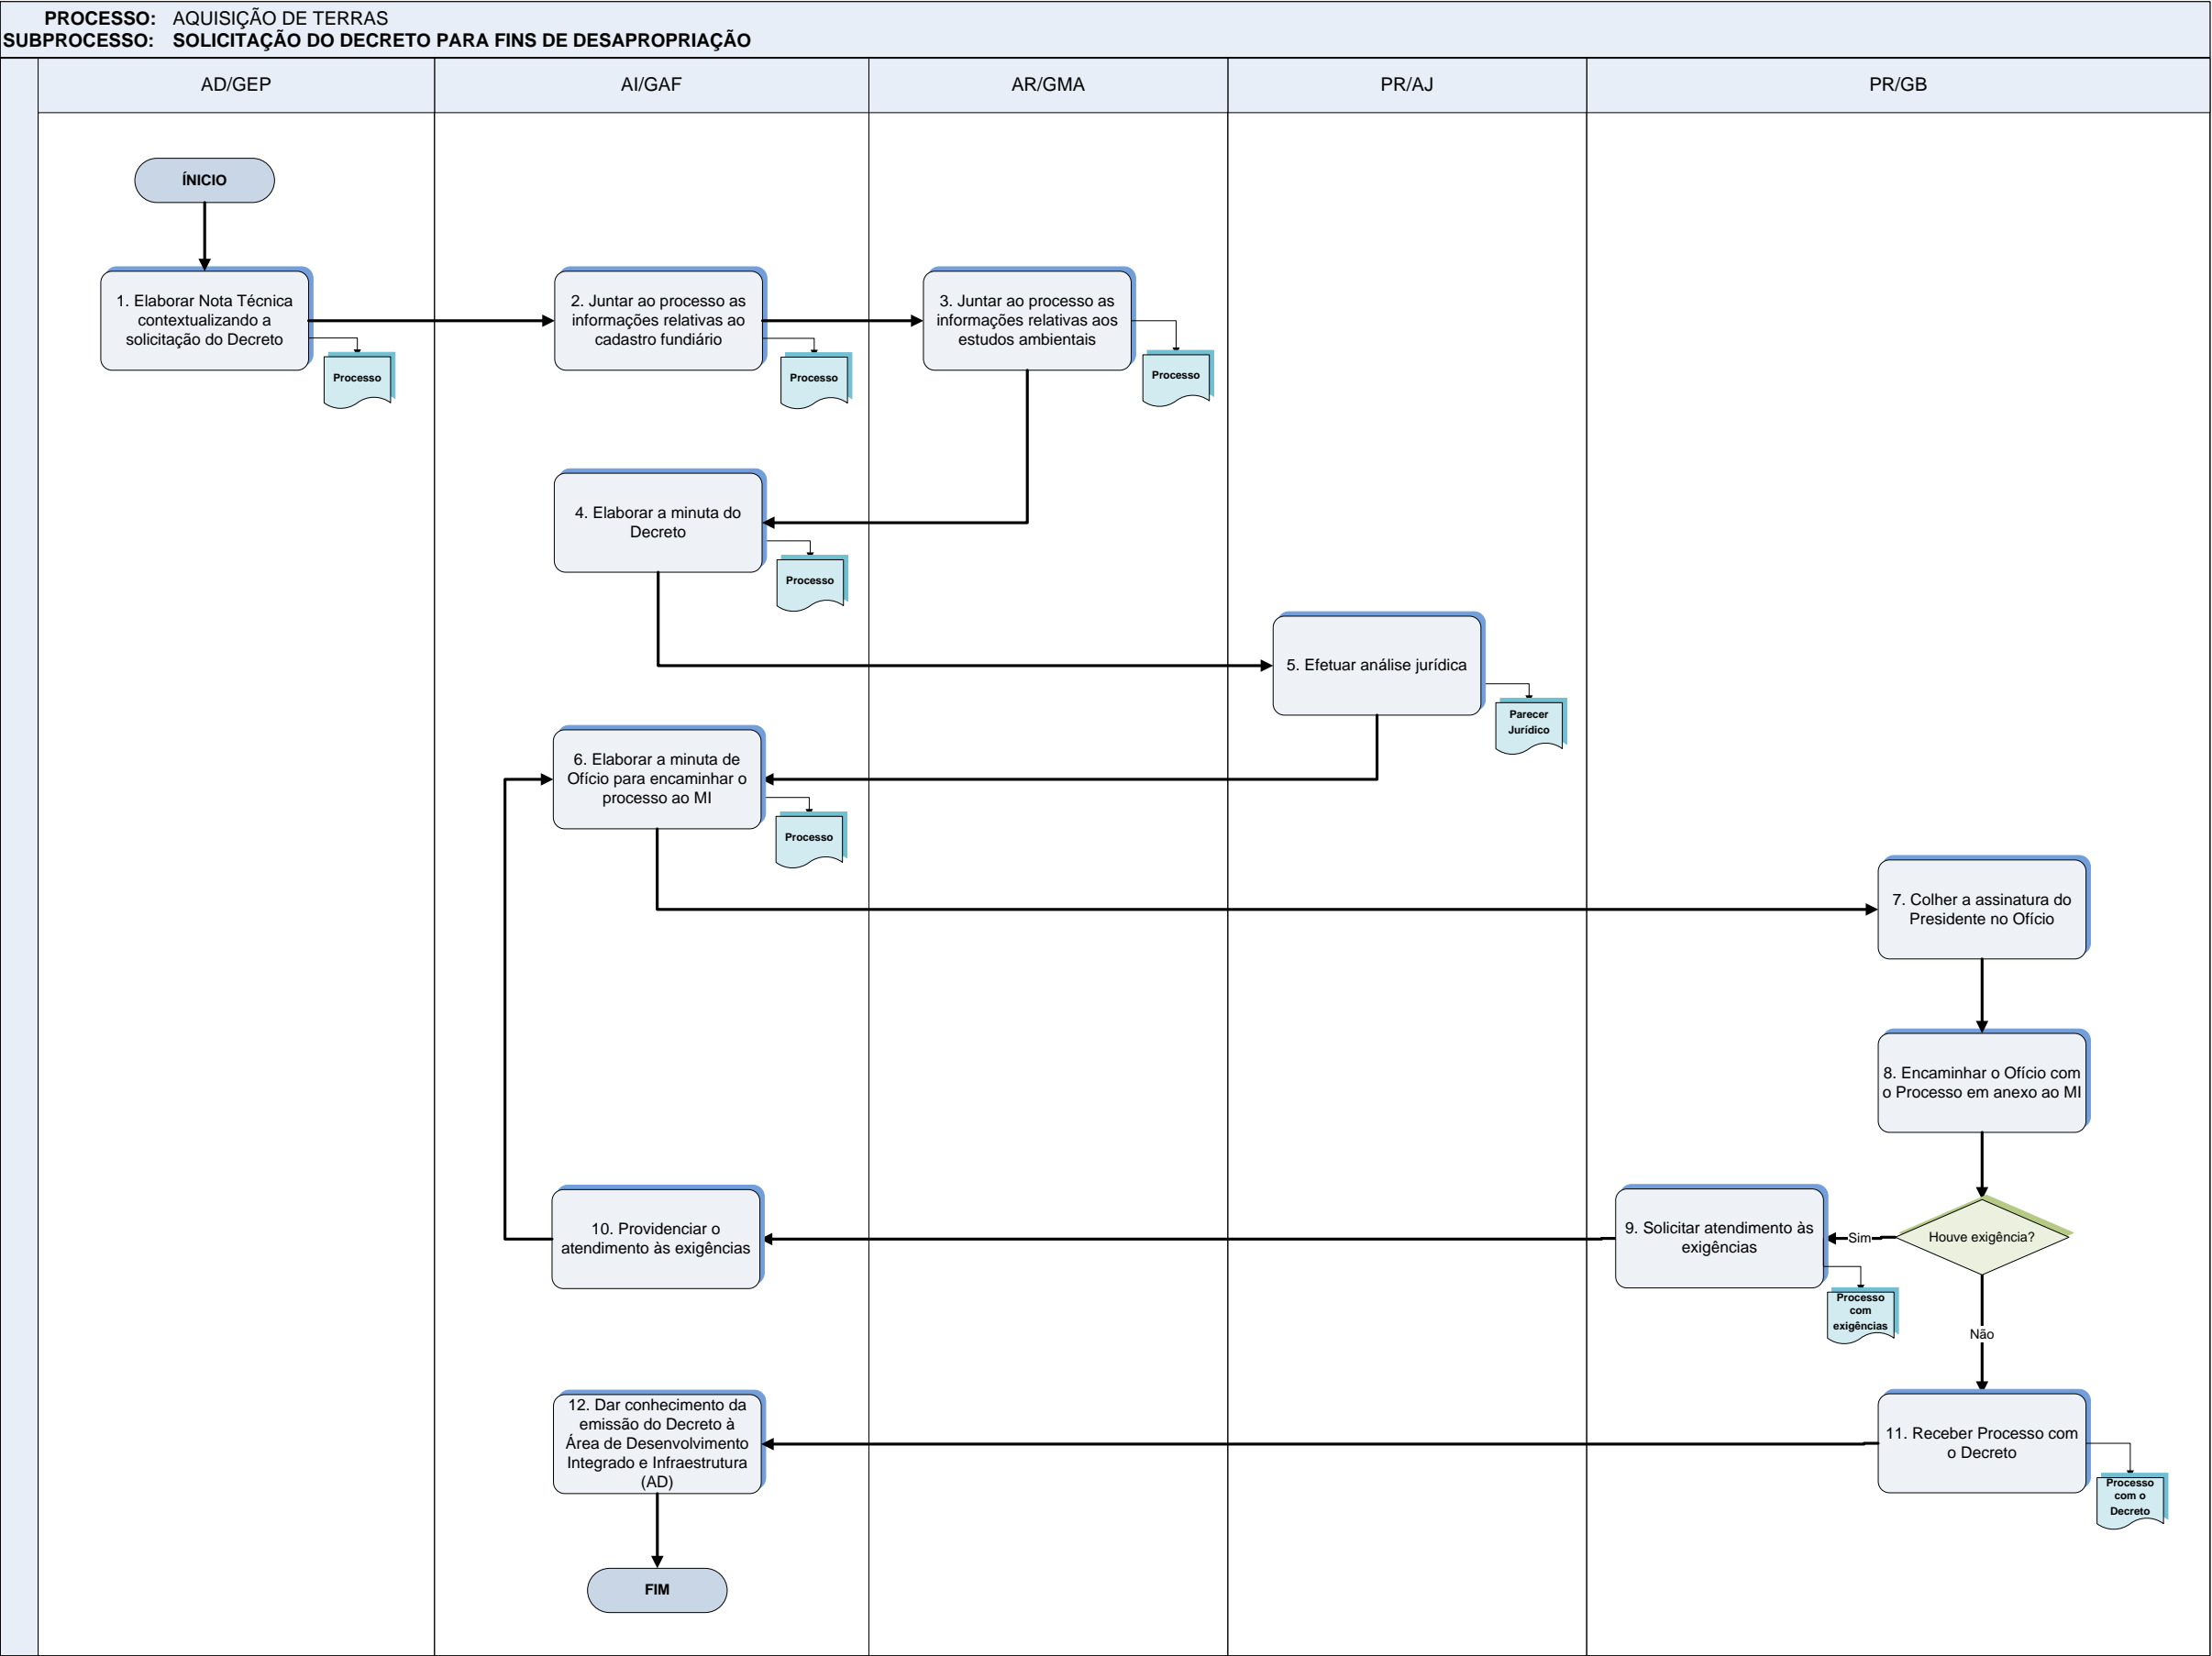 PROCESSO: AQUISIÇÃO DE TERRAS
SUBPROCESSO: SOLICITAÇÃO DO DECRETO PARA FINS DE DESAPROPRIAÇÃO
AD/GEP
AI/GAF
AR/GMA
PR/AJ
PR/GB
ÍNICIO
1. Elaborar Nota Técnica
contextualizando a
solicitação do Decreto
Processo
2. Juntar ao processo as
informações relativas ao
cadastro fundiário
Processo
3. Juntar ao processo as
informações relativas aos
estudos ambientais
Processo
4. Elaborar a minuta do
Decreto
Processo
5. Efetuar análise jurídica
Parecer
Jurídico
6. Elaborar a minuta de
Ofício para encaminhar o
processo ao MI
Processo
7. Colher a assinatura do
Presidente no Ofício
8. Encaminhar o Ofício com
o Processo em anexo ao MI
Houve exigência?
Sim
9. Solicitar atendimento às
exigências
Processo
com
exigências
10. Providenciar o
atendimento às exigências
Não
11. Receber Processo com
o Decreto
Processo
com o
Decreto
12. Dar conhecimento da
emissão do Decreto à
Área de Desenvolvimento
Integrado e Infraestrutura
(AD)
FIM